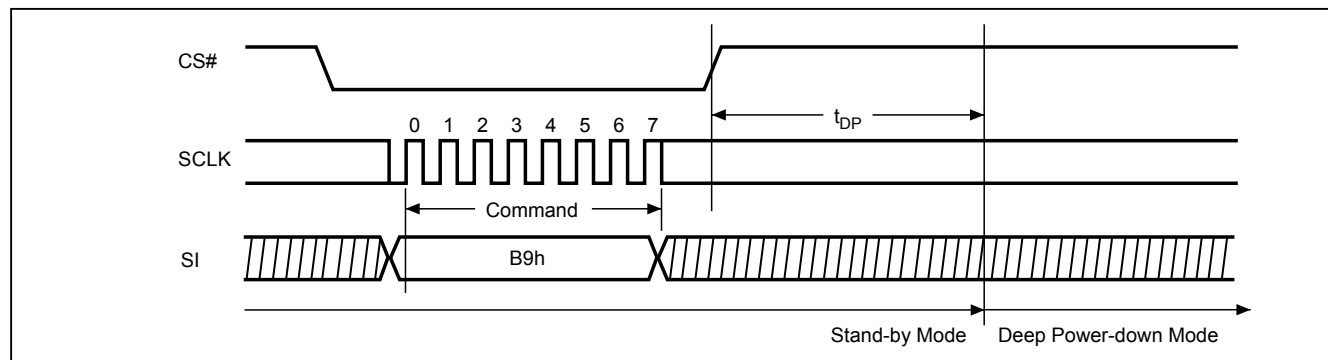 CS#
tDP
0 1 2 3 4 5 6 7
SCLK
Command
SI
B9h
Stand-by Mode Deep Power-down Mode